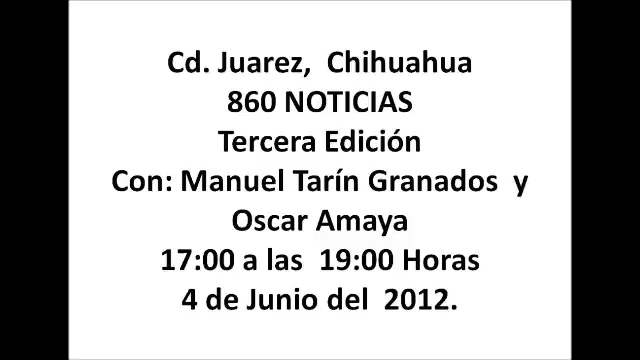 Cd. Juarez, Chihuahua
860 NOTICIAS
Tercera Edición
Con: Manuel Tarín Granados y
Oscar Amaya
17:00 a las 19:00 Horas
4 de Junio del 2012.